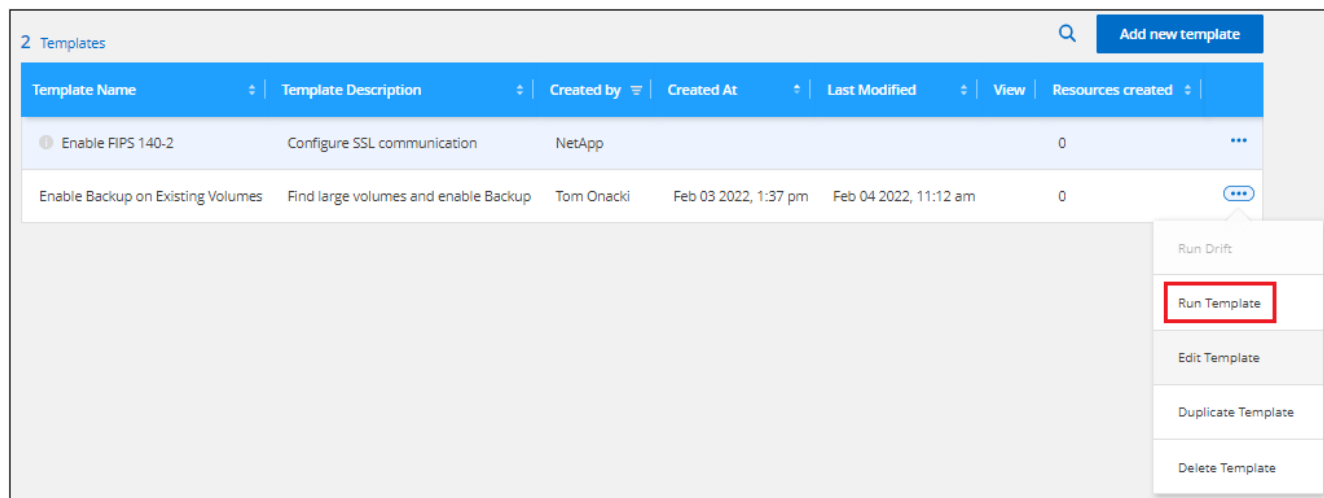 2 Templates
Add new template
Template Name Template Description Created by Created At Last Modified View Resources created
Enable FIPS 140-2 Configure SSL communication NetApp 0
Enable Backup on Existing Volumes Find large volumes and enable Backup Tom Onacki Feb 03 2022, 1:37 pm Feb 04 2022, 11:12 am 0
Run Drift
Run Template
Edit Template
Duplicate Template
Delete Template